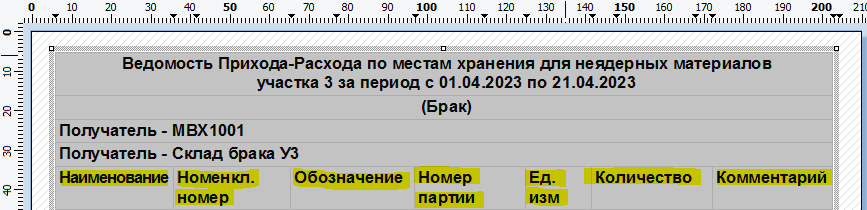 0 10 20 30 40 50 60 70 80 90 100 110 120 130 140 150 160 170 180 190 200 210
0
10
20
30
40
Ведомость Прихода-Расхода по местам хранения для неядерных материалов
участка 3 за период с 01.04.2023 по 21.04.2023
(Брак)
Получатель - МВХ1001
Получатель - Склад брака У3
Наименование Номенкл. Обозначение Номер Ед. Количество Комментарий
номер партии изм